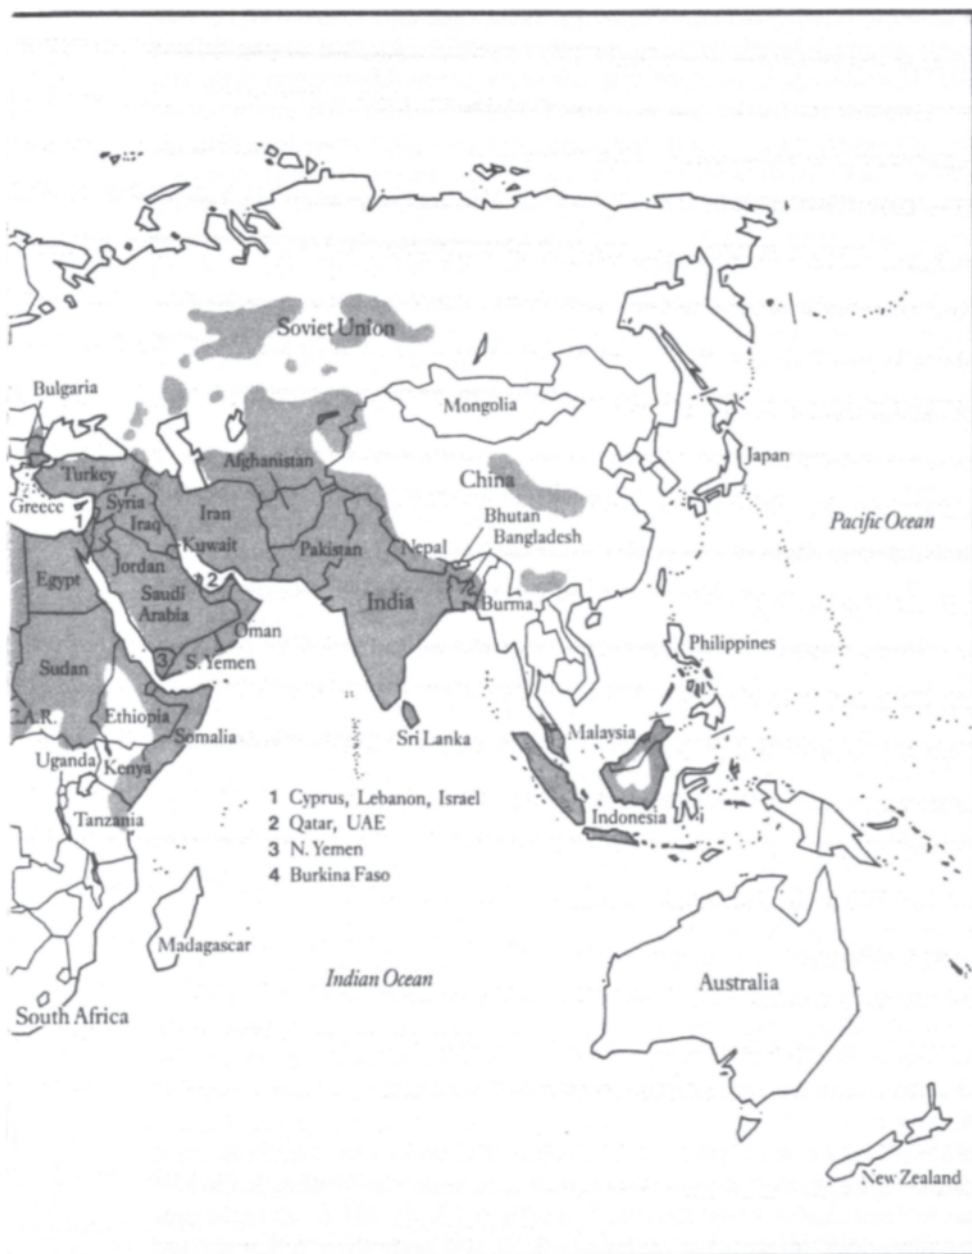 Soviet Union
Bulgaria
Mongolia
Turkey
Afghanistan
Japan
Greece
1
Syria
China
Iraq
Iran
Bhutan
Pacific Ocean
Kuwait
Pakistan
Nepal
Bangladesh
Jordan
Egypt
2
Saudi
Arabia
India
Burma
Oman
Philippines
3
S. Yemen
Sudan
C.A.R.
Ethiopia
Somalia
Sri Lanka
Malaysia
Uganda
Kenya
Tanzania
Indonesia
1 Cyprus, Lebanon, Israel
2 Qatar, UAE
3 N. Yemen
4 Burkina Faso
Madagascar
Indian Ocean
Australia
South Africa
New Zealand